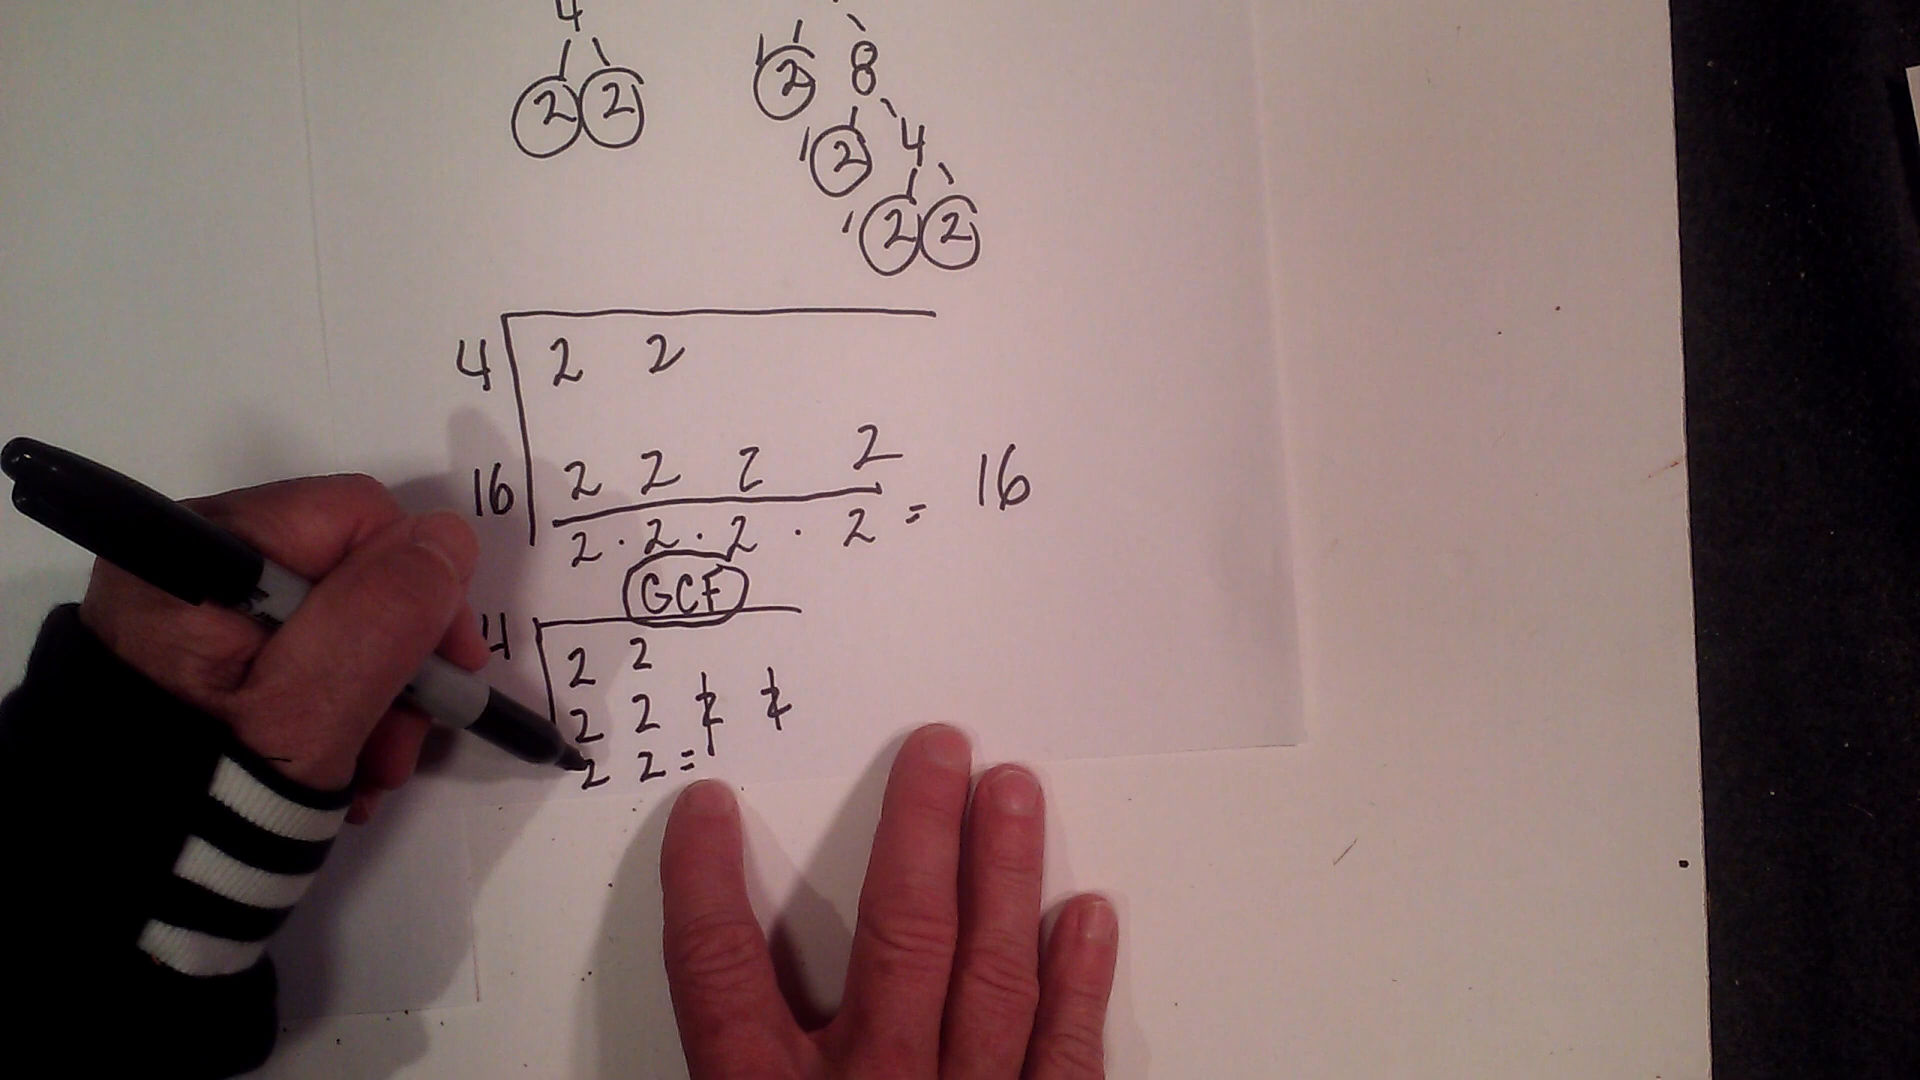 4
2 2
2 8
2 4
2 2
4 2 2
16 2 2 2 2
2 · 2 · 2 · 2 = 16
GCF
4 2 2
2 2 2 2
2 2 =